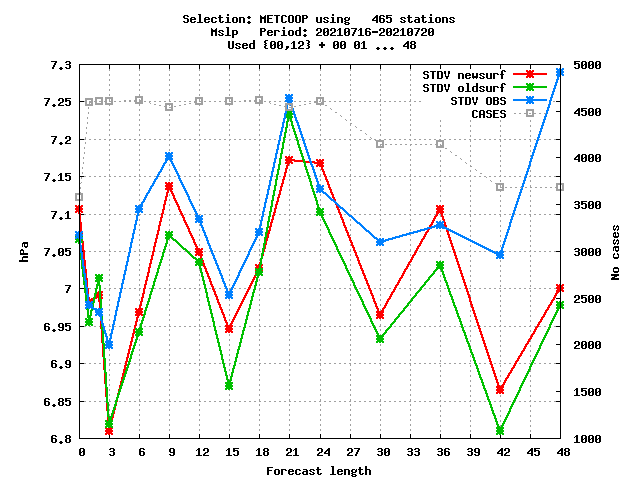 Selection: METCOOP using   465 stations
Mslp   Period: 20210716-20210720
Used {00,12} + 00 01 ... 48
STDV newsurf
STDV oldsurf
STDV OBS
CASES
7.3
7.25
7.2
7.15
7.1
7.05
7
6.95
6.9
6.85
6.8
hPa
5000
4500
4000
3500
3000
2500
2000
1500
1000
No cases
0 3 6 9 12 15 18 21 24 27 30 33 36 39 42 45 48
Forecast length